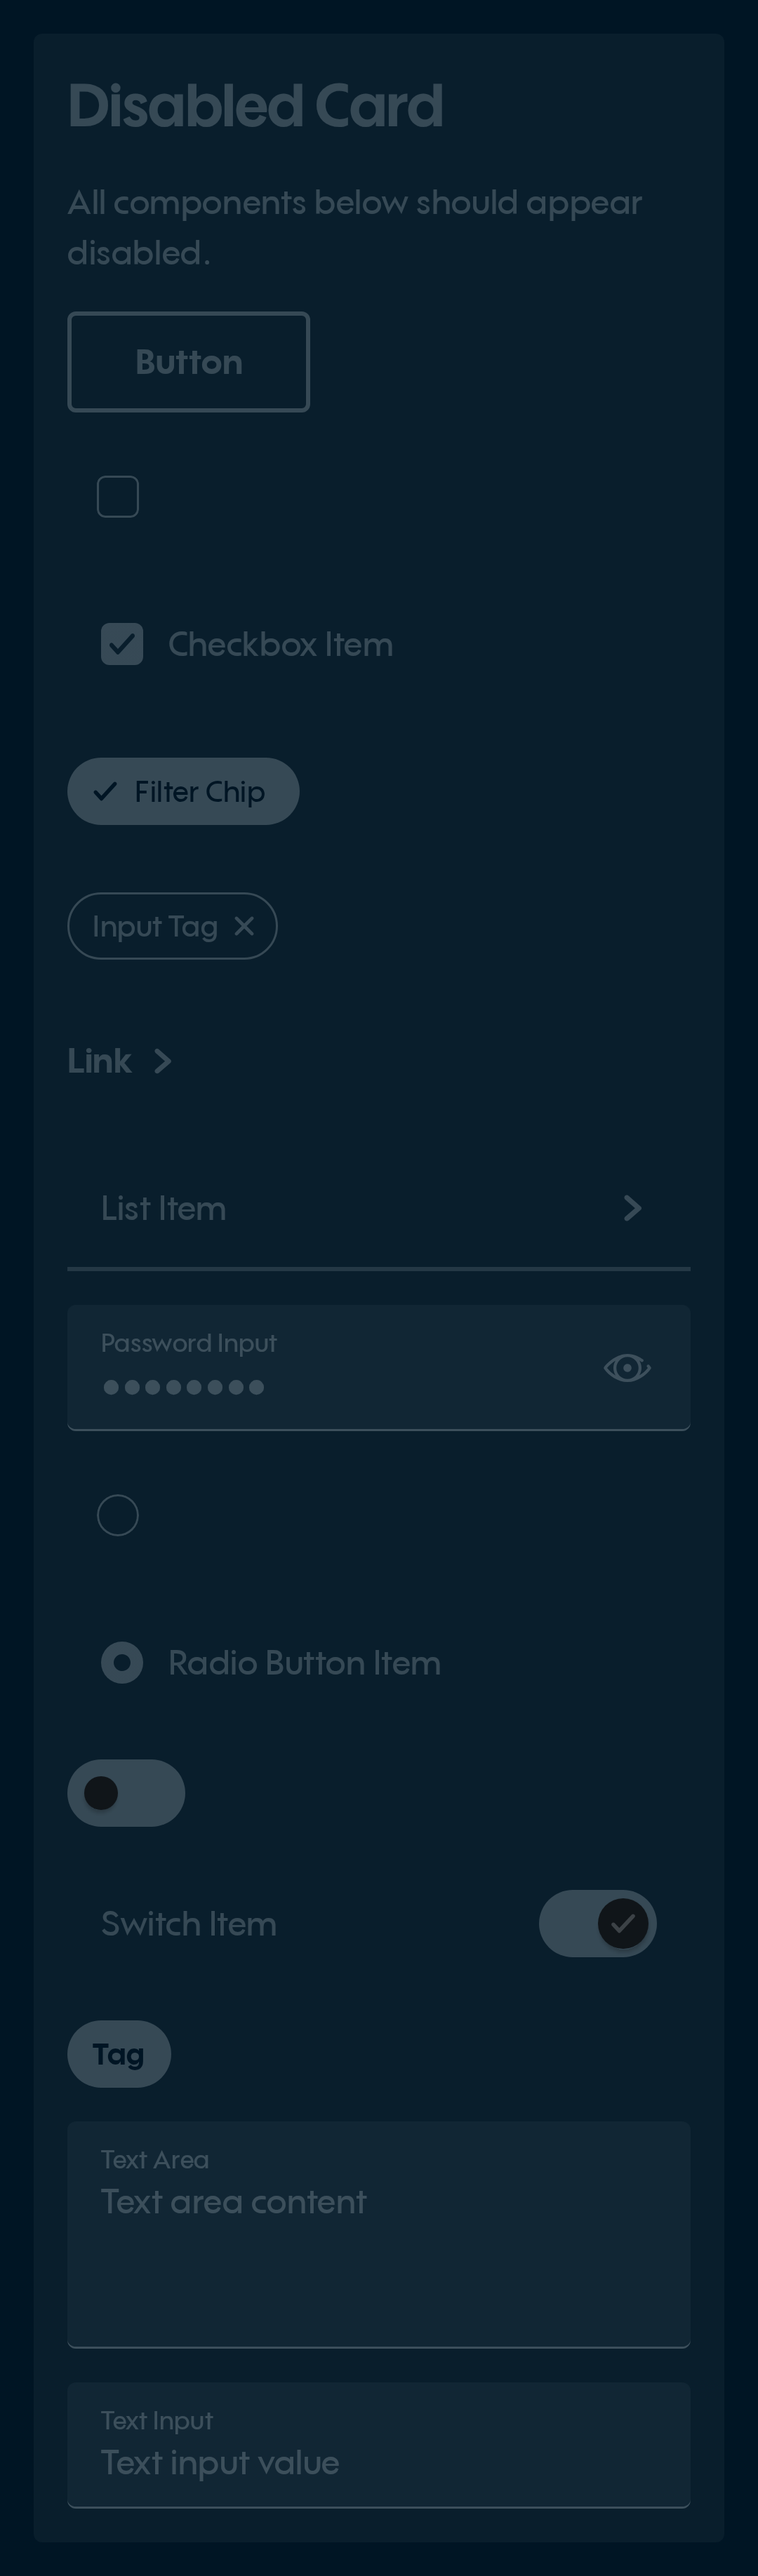 Disabled Card
All components below should appear
disabled.
Button
Checkbox Item
Filter Chip
Input Tag
Link
List Item
Password Input
••••••••
Radio Button Item
Switch Item
Tag
Text Area
Text area content
Text Input
Text input value